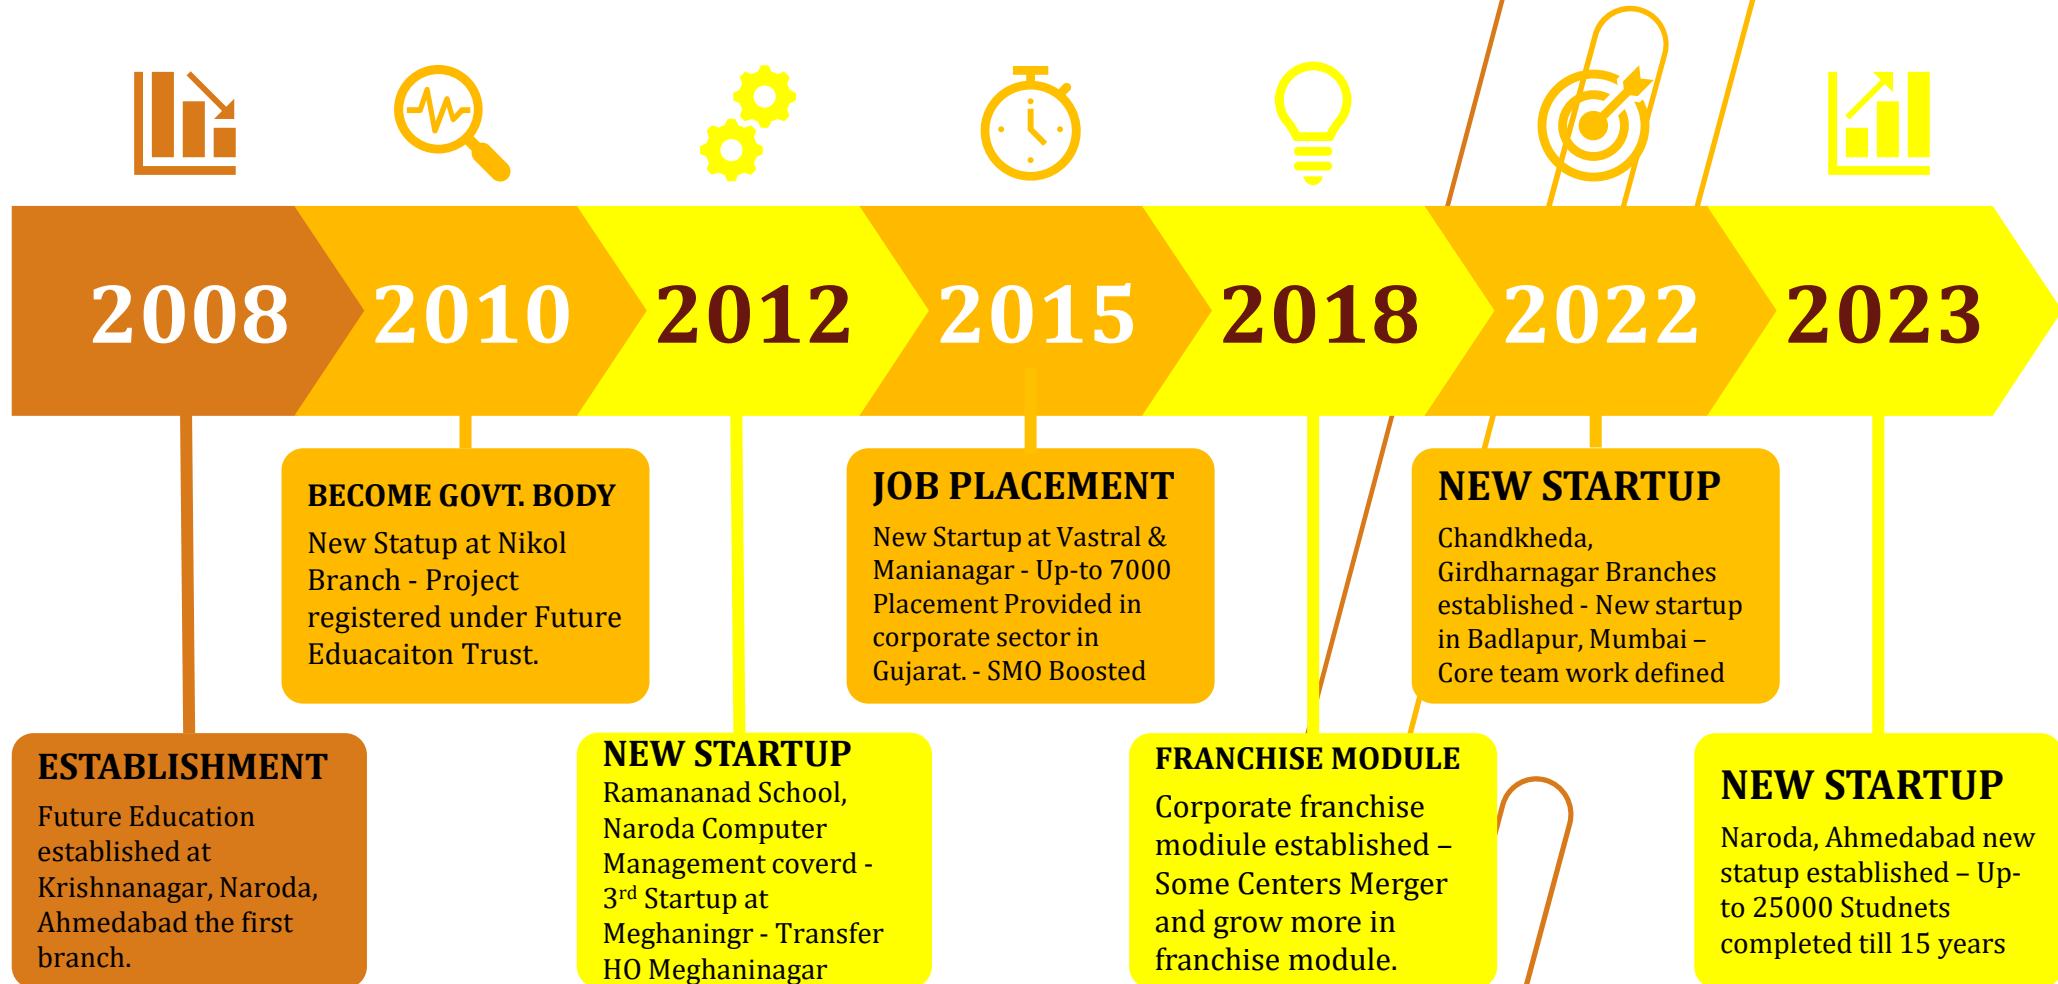 2008
2010
2012
2015
2018
2022
2023
BECOME GOVT. BODY
New Statup at Nikol
Branch - Project
registered under Future
Eduacaiton Trust.
JOB PLACEMENT
New Startup at Vastral &
Manianagar - Up-to 7000
Placement Provided in
corporate sector in
Gujarat. - SMO Boosted
NEW STARTUP
Chandkheda,
Girdharnagar Branches
established - New startup
in Badlapur, Mumbai –
Core team work defined
ESTABLISHMENT
Future Education
established at
Krishnanagar, Naroda,
Ahmedabad the first
branch.
NEW STARTUP
Ramananad School,
Naroda Computer
Management coverd -
3rd Startup at
Meghaningr - Transfer
HO Meghaninagar
FRANCHISE MODULE
Corporate franchise
modiule established –
Some Centers Merger
and grow more in
franchise module.
NEW STARTUP
Naroda, Ahmedabad new
statup established – Up-
to 25000 Studnets
completed till 15 years